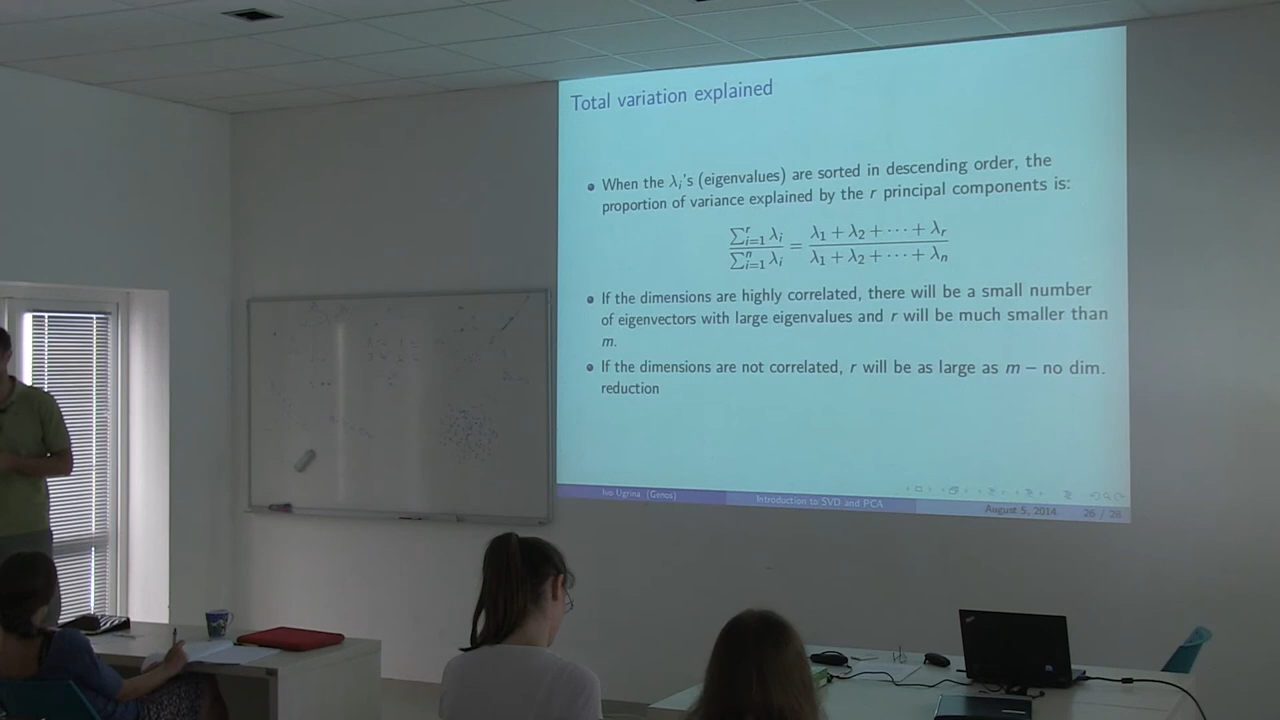 Total variation explained
• When the λᵢ's (eigenvalues) are sorted in descending order, the
proportion of variance explained by the r principal components is:
∑ʳᵢ₌₁ λᵢ / ∑ⁿᵢ₌₁ λᵢ = λ₁ + λ₂ + ⋯ + λᵣ / λ₁ + λ₂ + ⋯ + λₙ
• If the dimensions are highly correlated, there will be a small number
of eigenvectors with large eigenvalues and r will be much smaller than
m.
• If the dimensions are not correlated, r will be as large as m – no dim.
reduction
Ivo Ugrina (Genos) Introduction to SVD and PCA August 5, 2014 26 / 28